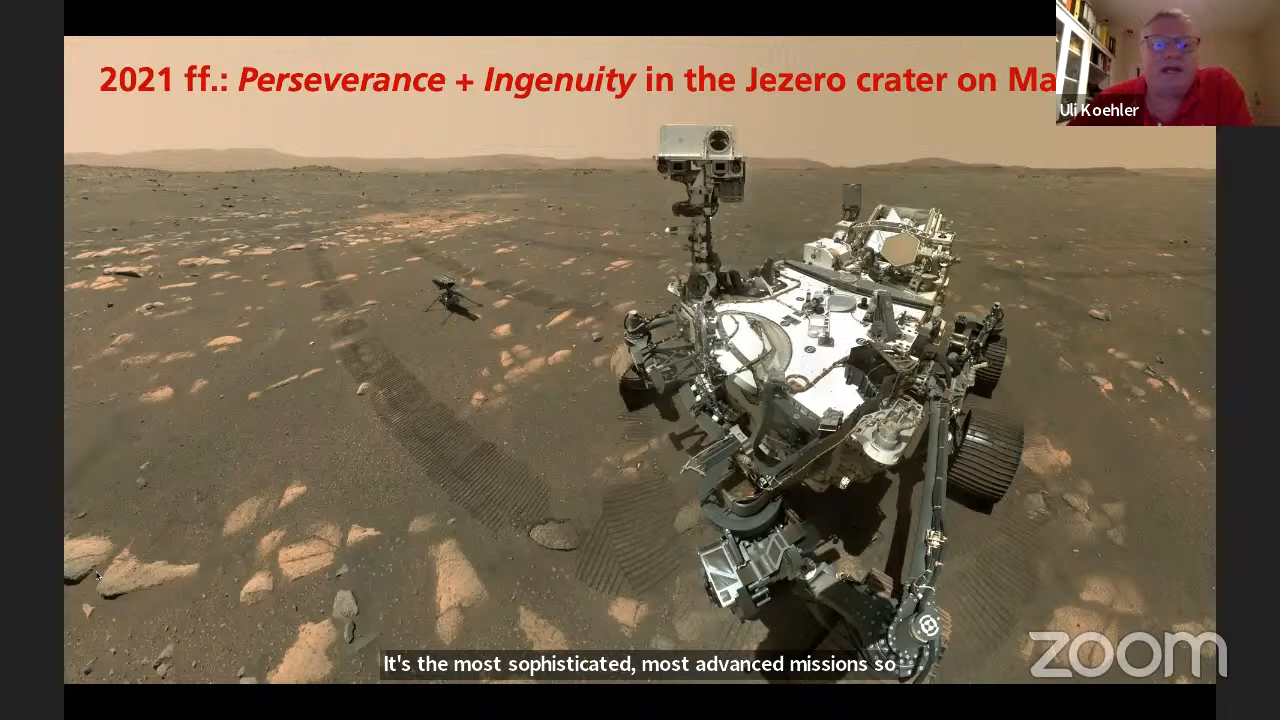 2021 ff.: Perseverance + Ingenuity in the Jezero crater on Ma
Uli Koehler
It's the most sophisticated, most advanced missions so
zoom